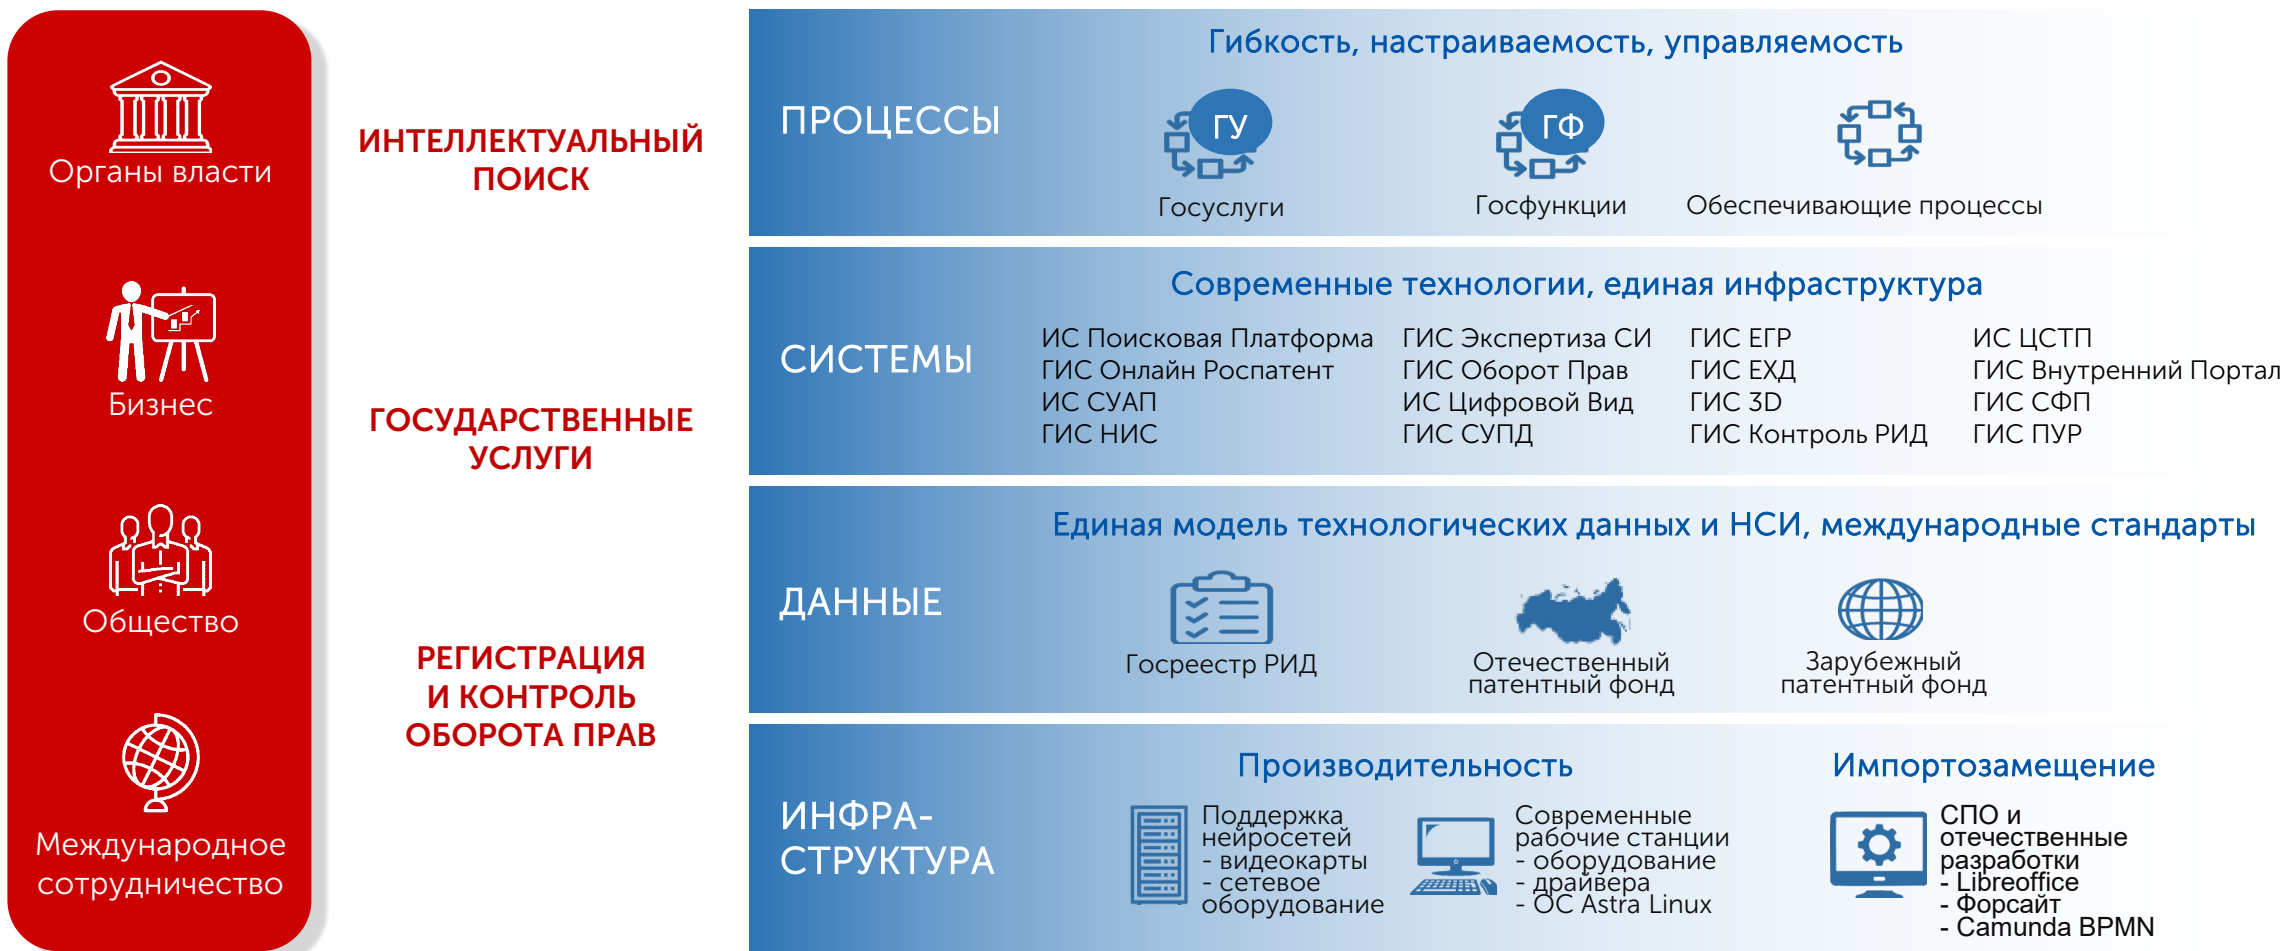 Органы власти
Бизнес
Общество
Международное
сотрудничество
ИНТЕЛЛЕКТУАЛЬНЫЙ
ПОИСК
ГОСУДАРСТВЕННЫЕ
УСЛУГИ
РЕГИСТРАЦИЯ
И КОНТРОЛЬ
ОБОРОТА ПРАВ
Гибкость, настраиваемость, управляемость
ПРОЦЕССЫ
ГУ
Госуслуги
ГФ
Госфункции
Обеспечивающие процессы
Современные технологии, единая инфраструктура
СИСТЕМЫ
ИС Поисковая Платформа
ГИС Онлайн Роспатент
ИС СУАП
ГИС НИС
ГИС Экспертиза СИ
ГИС Оборот Прав
ИС Цифровой Вид
ГИС СУПД
ГИС ЕГР
ГИС ЕХД
ГИС 3D
ГИС Контроль РИД
ИС ЦСТП
ГИС Внутренний Портал
ГИС СФП
ГИС ПУР
Единая модель технологических данных и НСИ, международные стандарты
ДАННЫЕ
Госреестр РИД
Отечественный
патентный фонд
Зарубежный
патентный фонд
ИНФРА-
СТРУКТУРА
Производительность
Поддержка
нейросетей
- видеокарты
- сетевое
оборудование
Современные
рабочие станции
- оборудование
- драйвера
- ОС Astra Linux
Импортозамещение
СПО и
отечественные
разработки
- Libreoffice
- Форсайт
- Camunda BPMN